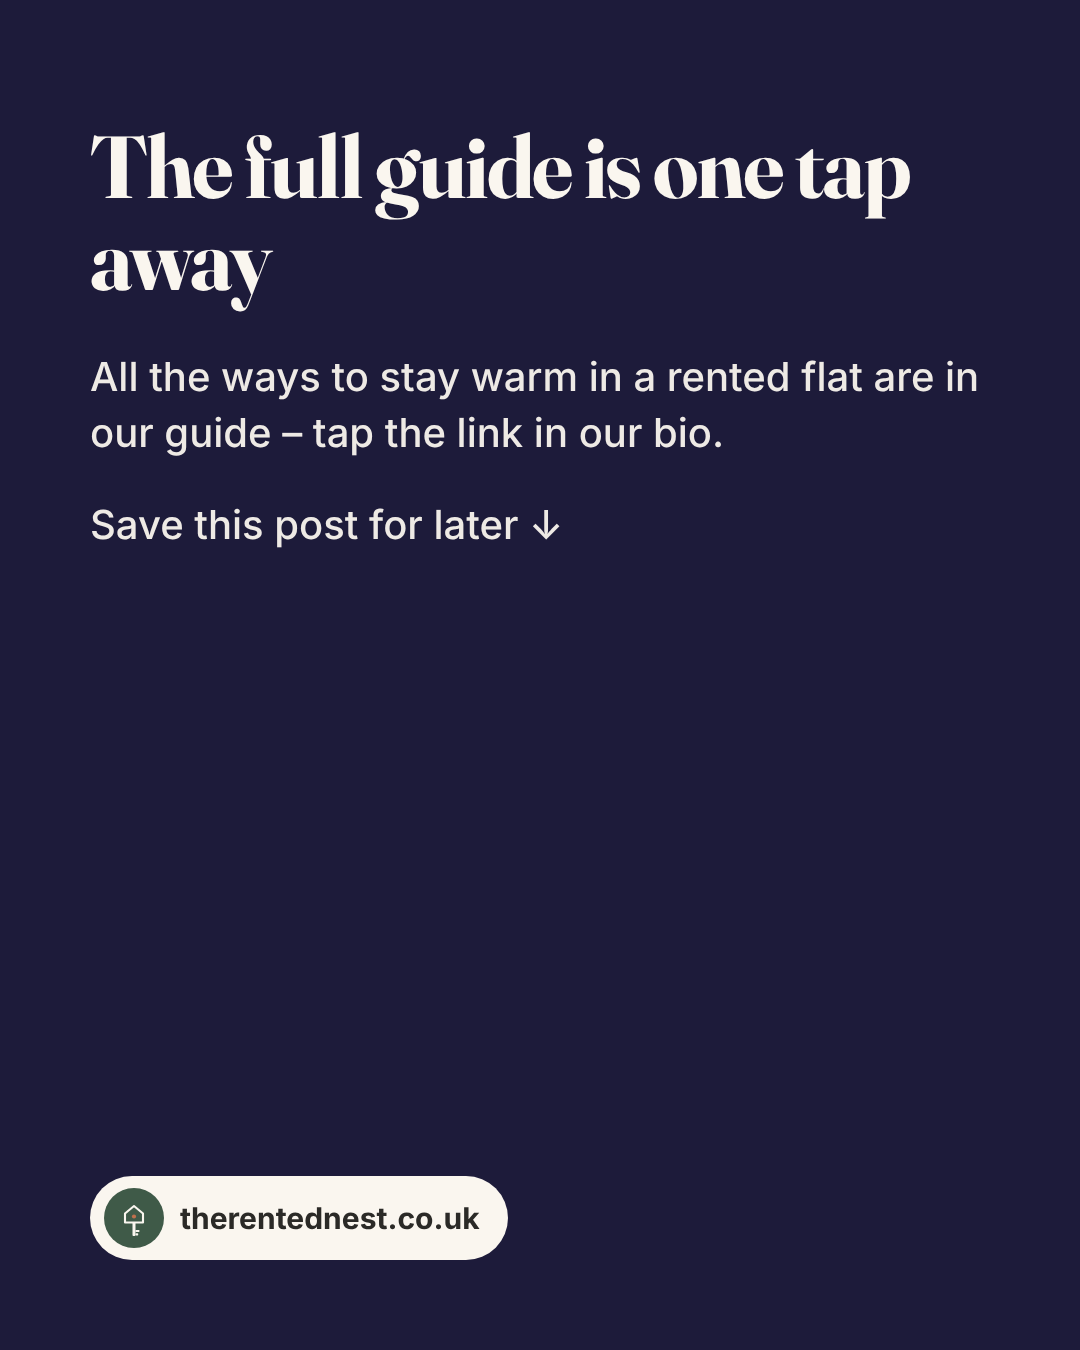 The full guide is one tap
away
All the ways to stay warm in a rented flat are in
our guide – tap the link in our bio.
Save this post for later ↓
therentednest.co.uk